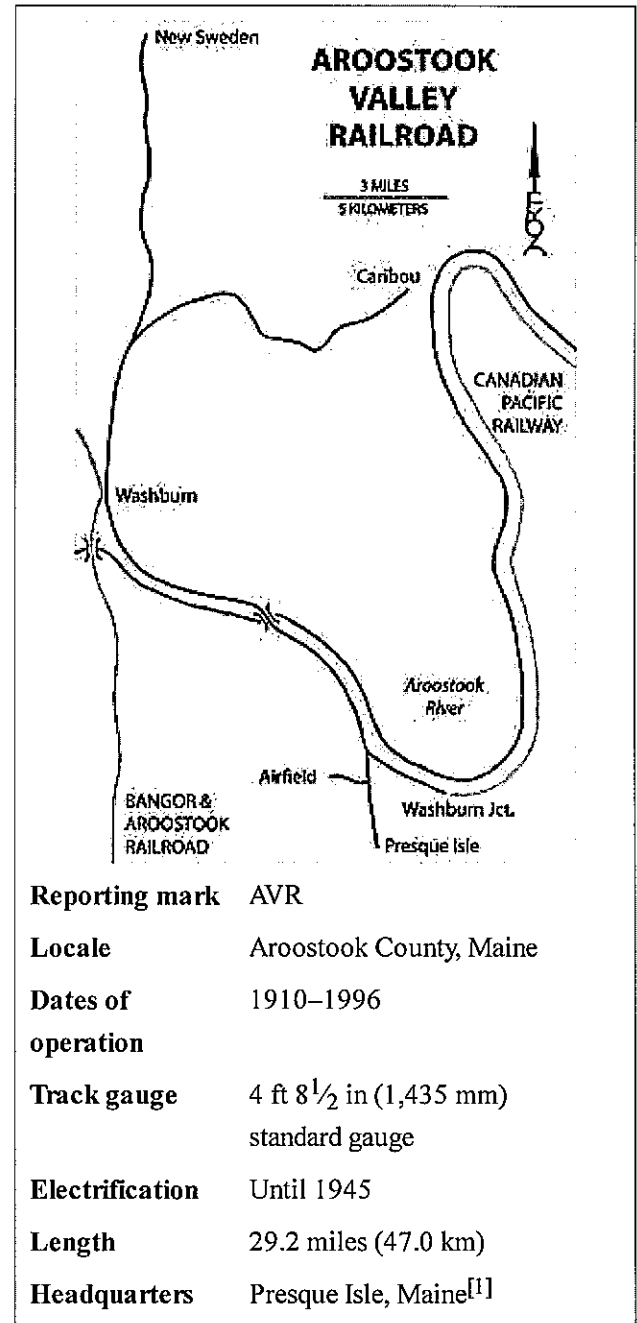 New Sweden
AROOSTOOK
VALLEY
RAILROAD
3 MILES
5 KILOMETERS
NORTH
Caribou
CANADIAN
PACIFIC
RAILWAY
Washburn
Aroostook
River
Airfield
Washburn Jct.
BANGOR &
AROOSTOOK
RAILROAD
Presque Isle
Reporting mark AVR
Locale Aroostook County, Maine
Dates of 1910–1996
operation
Track gauge 4 ft 8 1⁄2 in (1,435 mm)
standard gauge
Electrification Until 1945
Length 29.2 miles (47.0 km)
Headquarters Presque Isle, Maine[1]